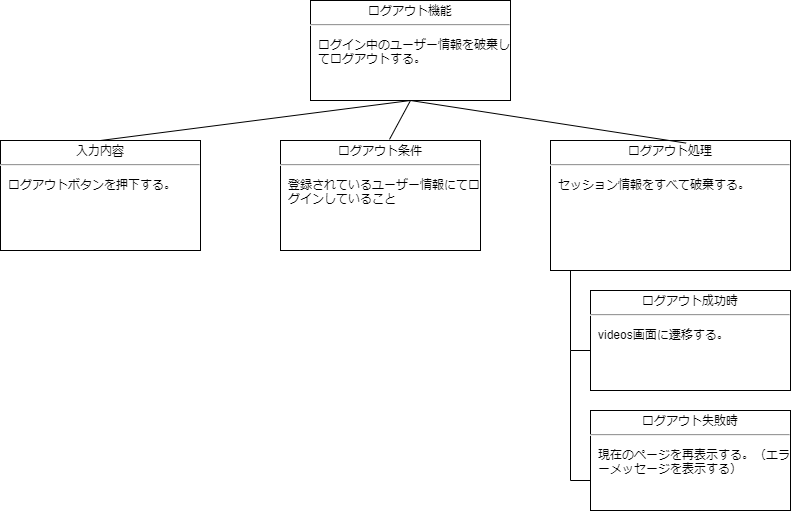 ログアウト機能
ログイン中のユーザー情報を破棄し
てログアウトする。
入力内容
ログアウトボタンを押下する。
ログアウト条件
登録されているユーザー情報にてロ
グインしていること
ログアウト処理
セッション情報をすべて破棄する。
ログアウト成功時
videos画面に遷移する。
ログアウト失敗時
現在のページを再表示する。（エラ
ーメッセージを表示する）